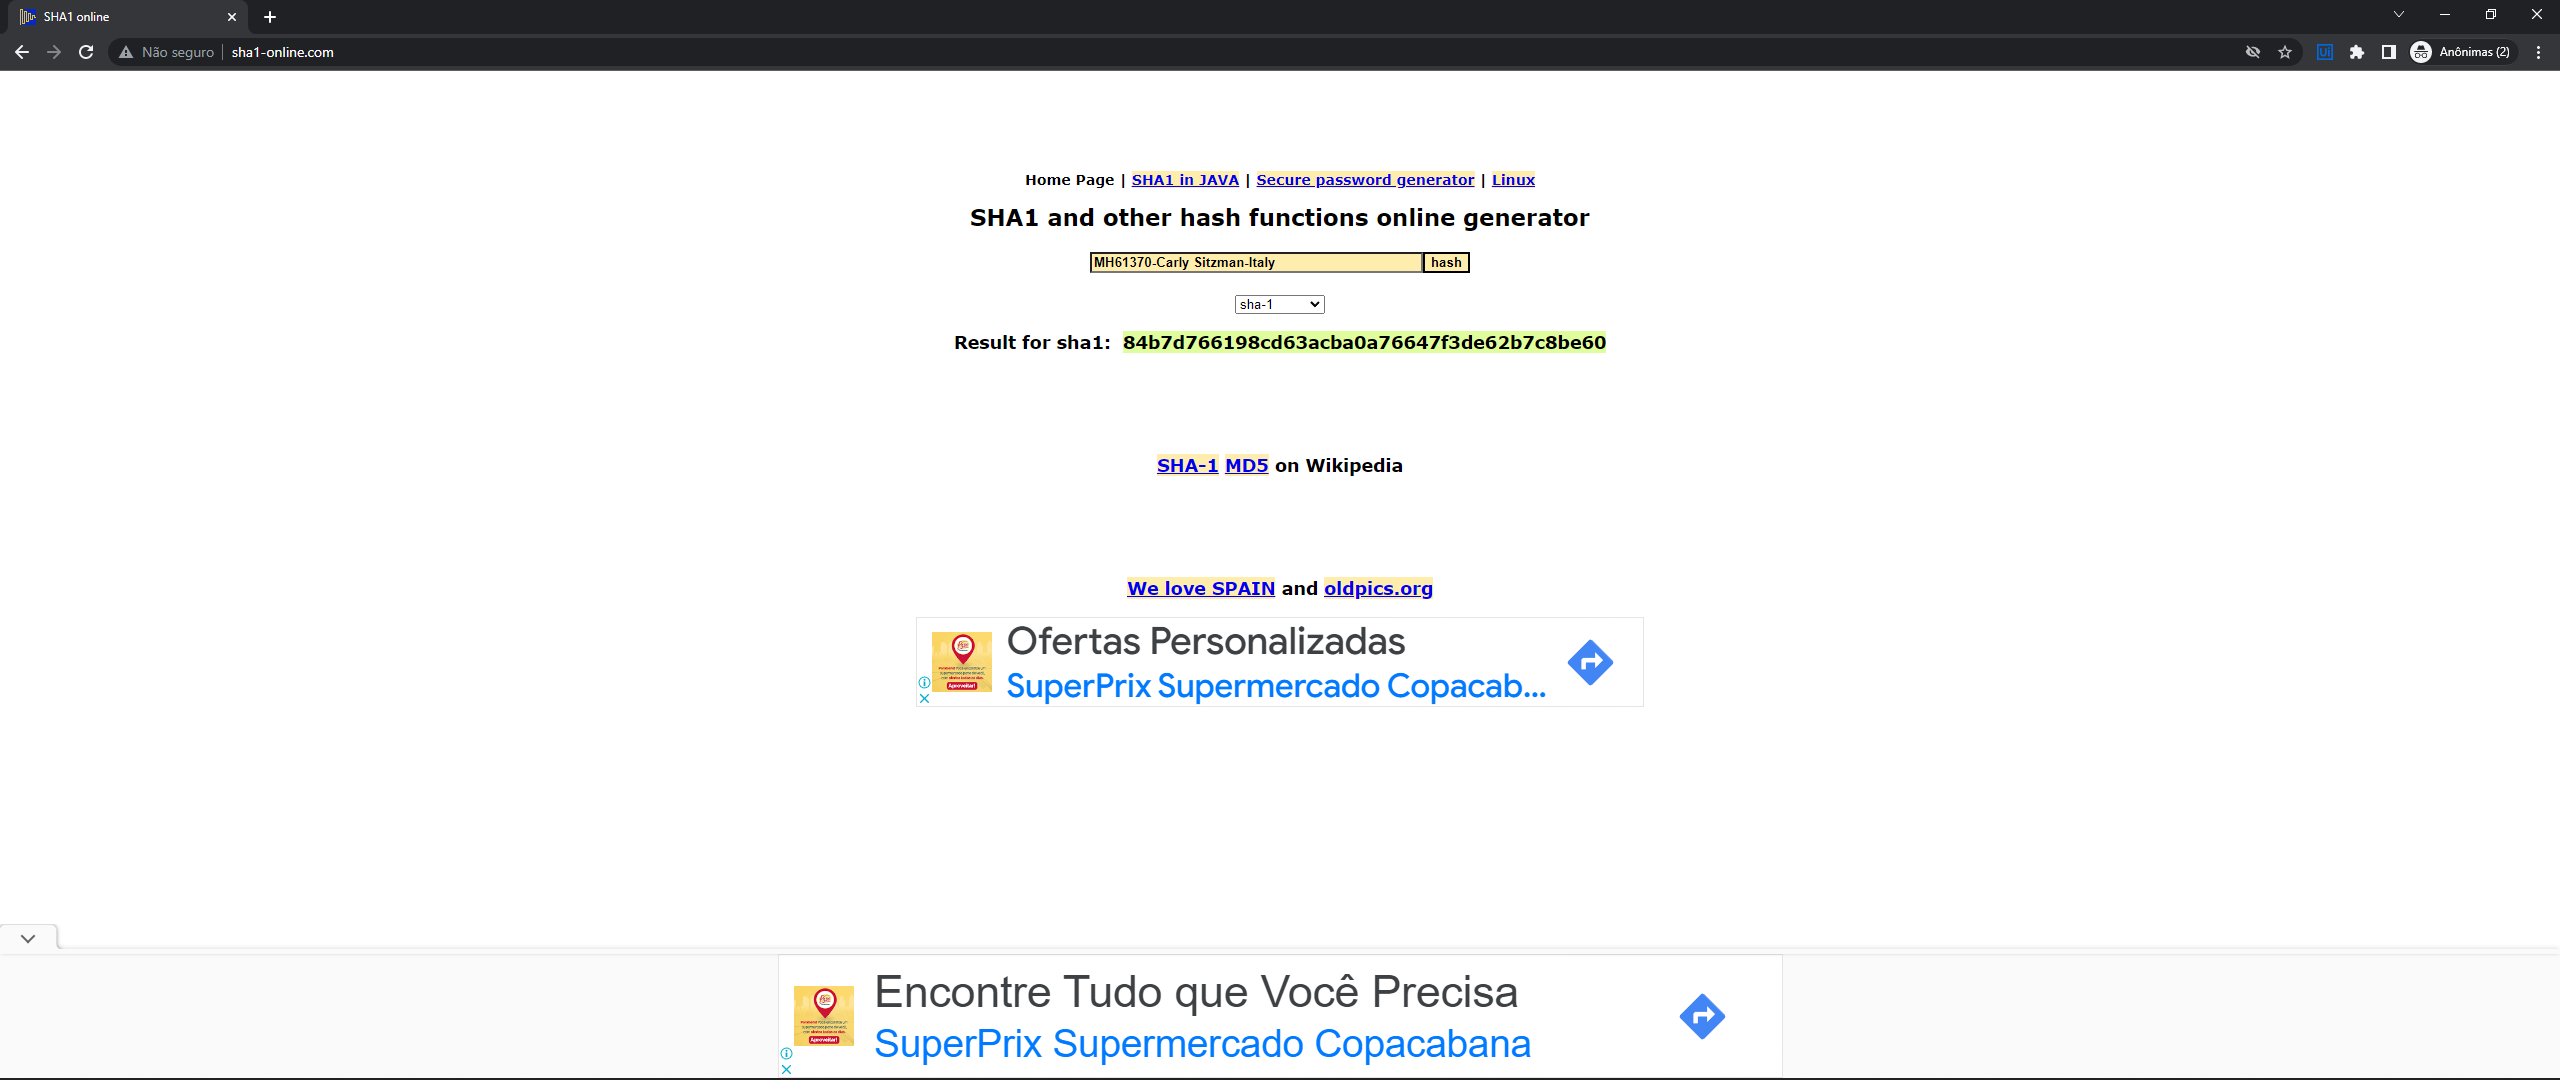 SHA1 online
Não seguro | sha1-online.com
Anônimas (2)
Home Page | SHA1 in JAVA | Secure password generator | Linux
SHA1 and other hash functions online generator
MH61370-Carly Sitzman-Italy hash
sha-1
Result for sha1: 84b7d766198cd63acba0a76647f3de62b7c8be60
SHA-1 MD5 on Wikipedia
We love SPAIN and oldpics.org
Ofertas Personalizadas
SuperPrix Supermercado Copacab...
Aproveitar!
Encontre Tudo que Você Precisa
SuperPrix Supermercado Copacabana
Aproveitar!